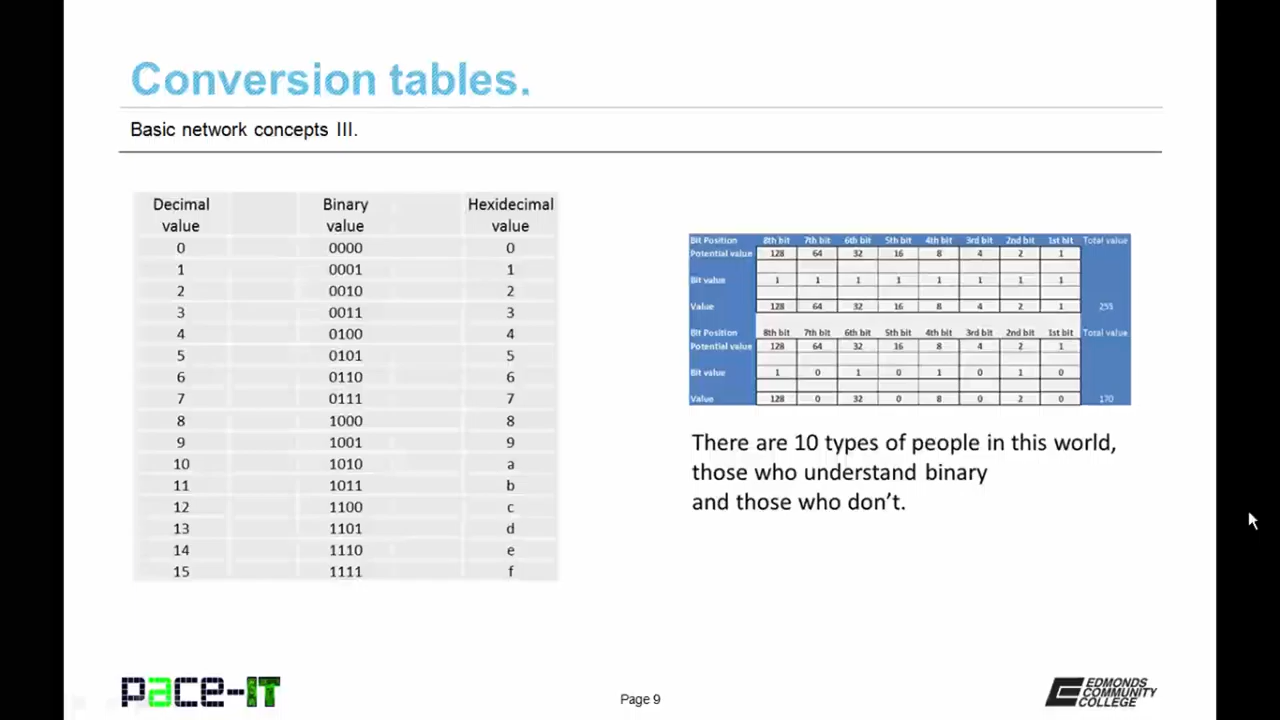 Conversion tables.
Basic network concepts III.
Decimal value Binary value Hexidecimal value
0 0000 0
1 0001 1
2 0010 2
3 0011 3
4 0100 4
5 0101 5
6 0110 6
7 0111 7
8 1000 8
9 1001 9
10 1010 a
11 1011 b
12 1100 c
13 1101 d
14 1110 e
15 1111 f
Bit Position 8th bit 7th bit 6th bit 5th bit 4th bit 3rd bit 2nd bit 1st bit Total value
Potential value 128 64 32 16 8 4 2 1
Bit value 1 1 1 1 1 1 1 1
Value 128 64 32 16 8 4 2 1 255
Bit Position 8th bit 7th bit 6th bit 5th bit 4th bit 3rd bit 2nd bit 1st bit Total value
Potential value 128 64 32 16 8 4 2 1
Bit value 1 0 1 0 1 0 1 0
Value 128 0 32 0 8 0 2 0 170
There are 10 types of people in this world,
those who understand binary
and those who don't.
pace-IT
Page 9
EDMONDS
COMMUNITY
COLLEGE